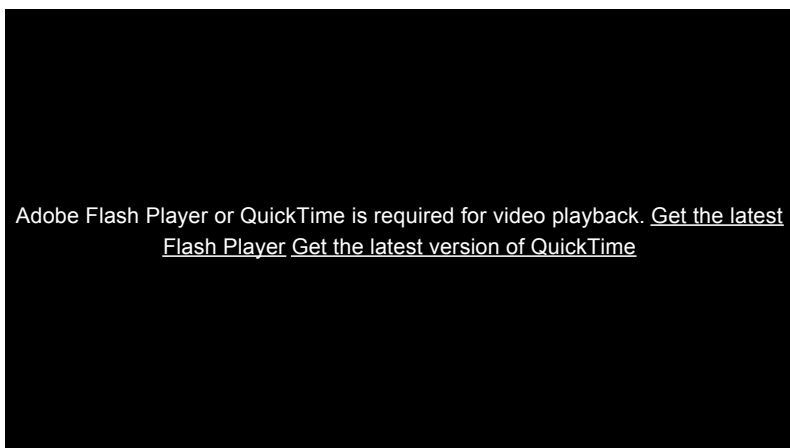 Adobe Flash Player or QuickTime is required for video playback. Get the latest
Flash Player Get the latest version of QuickTime